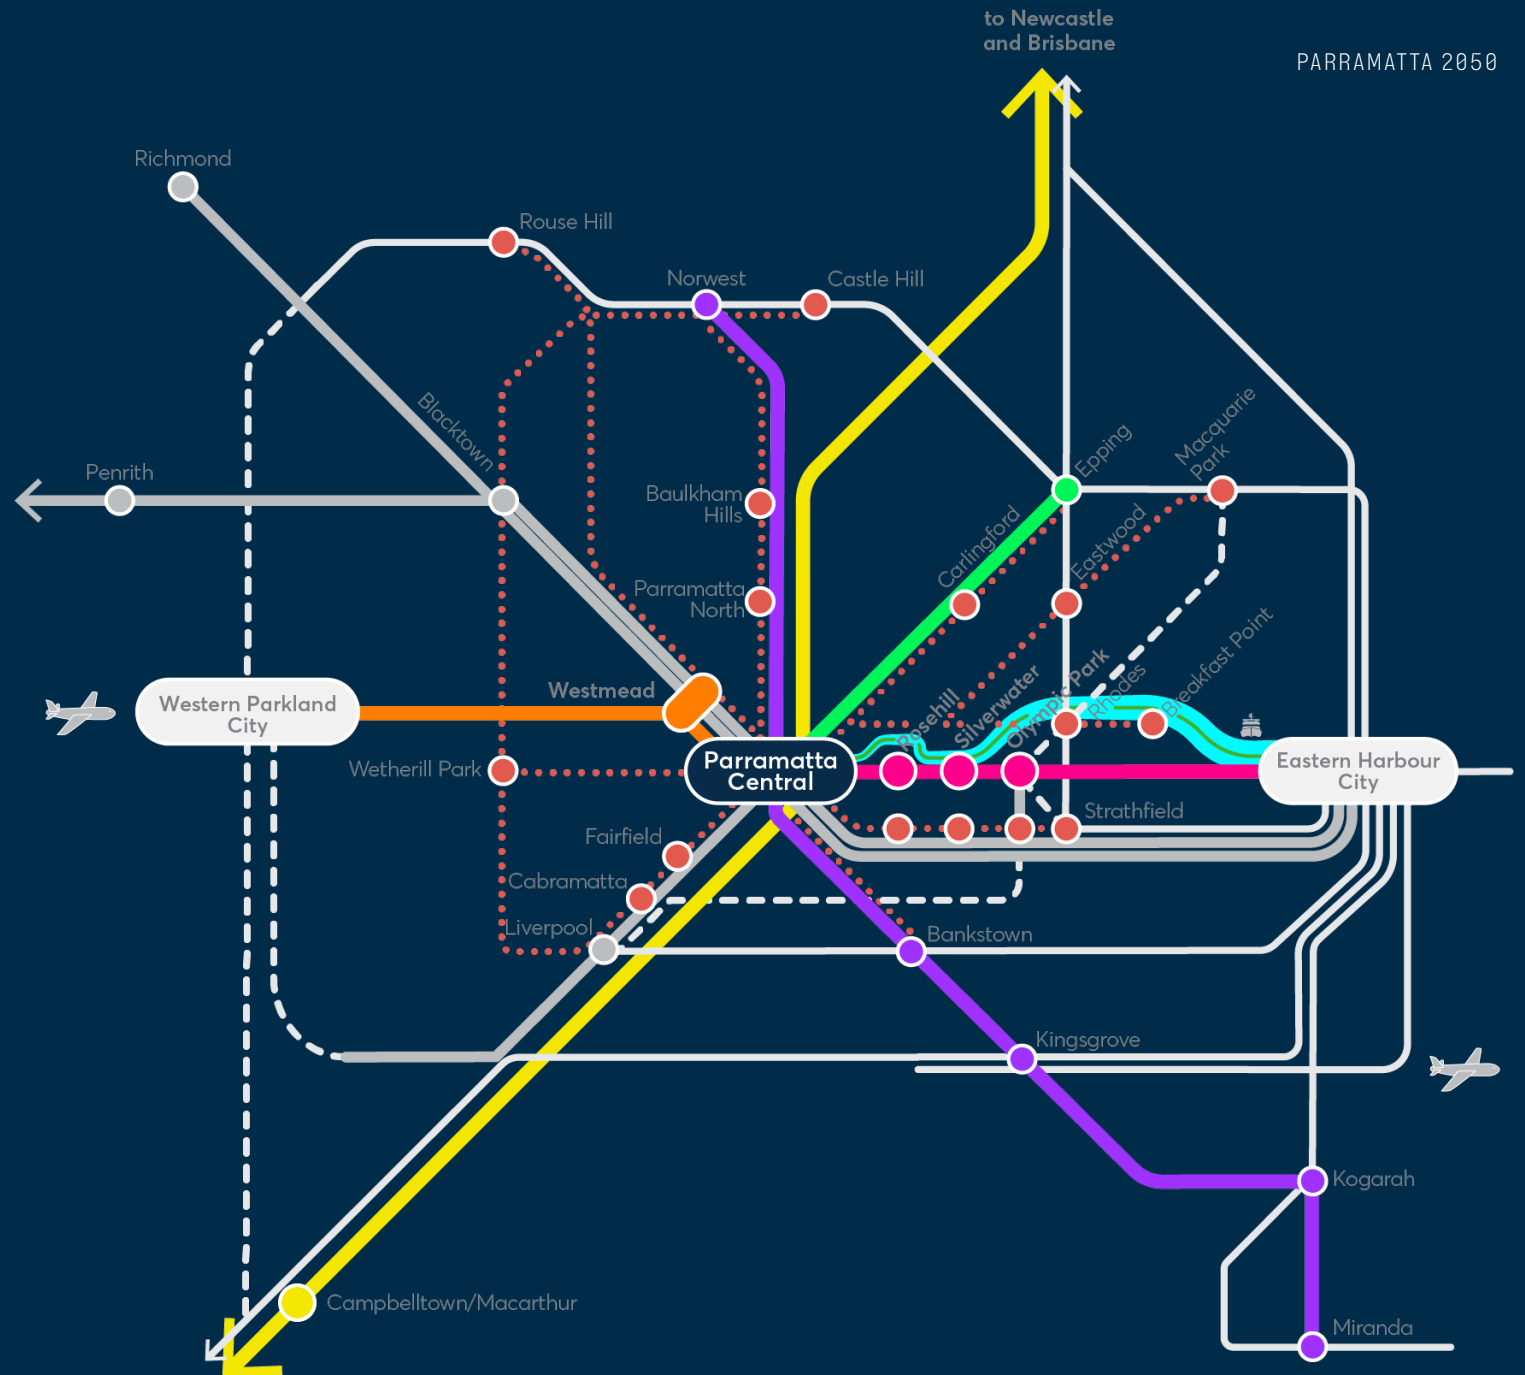 to Newcastle
and Brisbane
PARRAMATTA 2050
Richmond
Rouse Hill
Norwest
Castle Hill
Blacktown
Penrith
Epping
Macquarie
Park
Baulkham
Hills
Carlingford
Eastwood
Parramatta
North
Westmead
Western Parkland
City
Rosehill
Silverwater
Olympic Park
Rhodes
Breakfast Point
Parramatta
Central
Eastern Harbour
City
Wetherill Park
Strathfield
Fairfield
Cabramatta
Liverpool
Bankstown
Kingsgrove
Kogarah
Campbelltown/Macarthur
Miranda